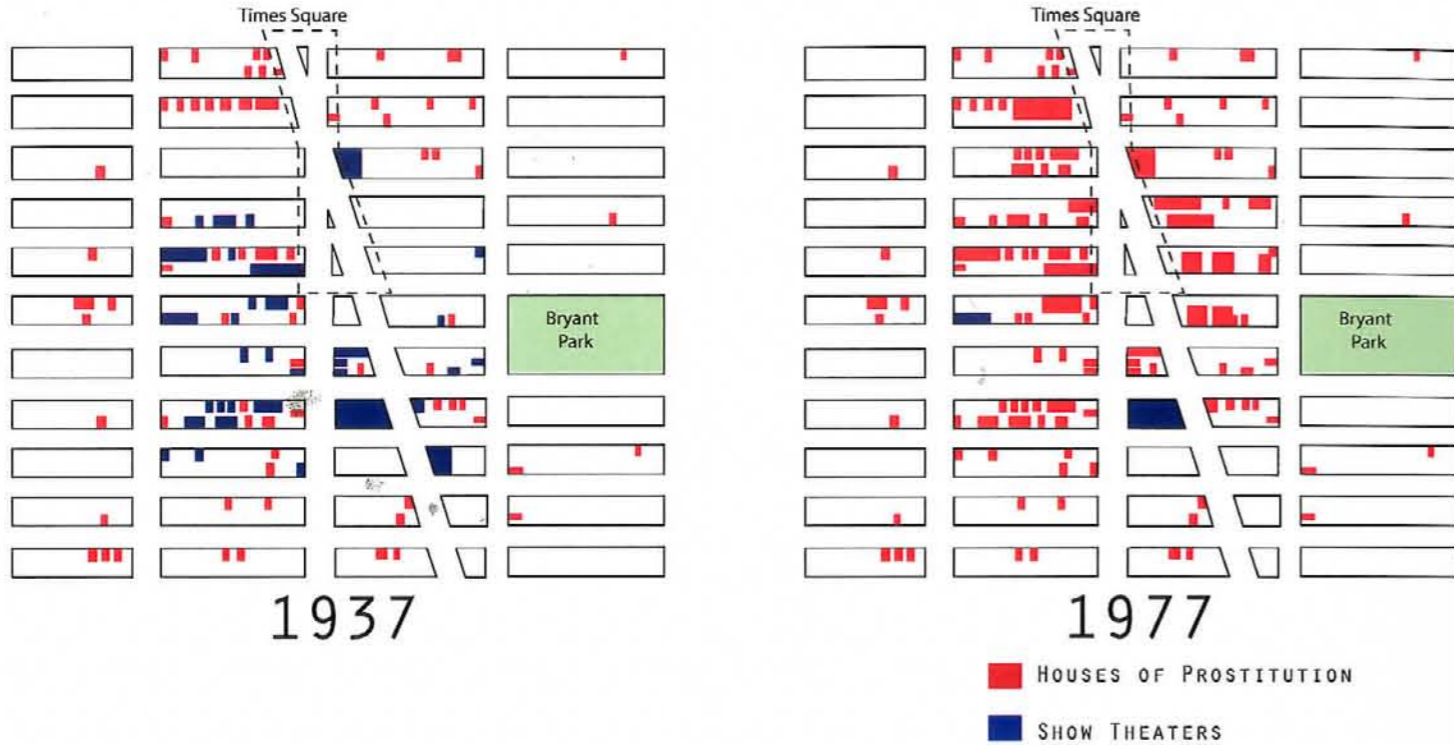 Times Square
Times Square
Bryant
Park
Bryant
Park
1937
1977
HOUSES OF PROSTITUTION
SHOW THEATERS